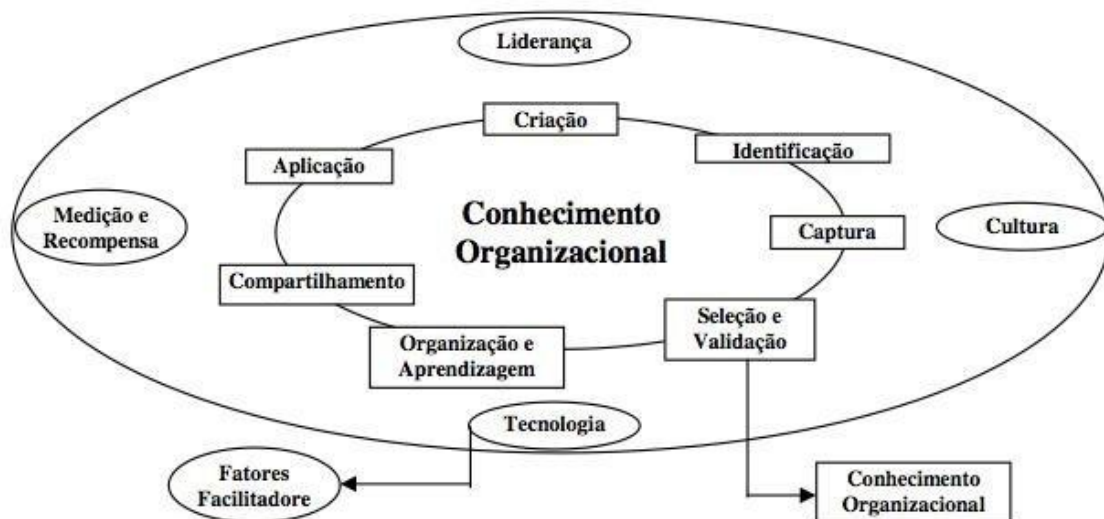 Liderança
Criação
Identificação
Aplicação
Medição e
Recompensa
Conhecimento
Organizacional
Captura
Cultura
Compartilhamento
Seleção e
Validação
Organização e
Aprendizagem
Tecnologia
Fatores
Facilitadore
Conhecimento
Organizacional